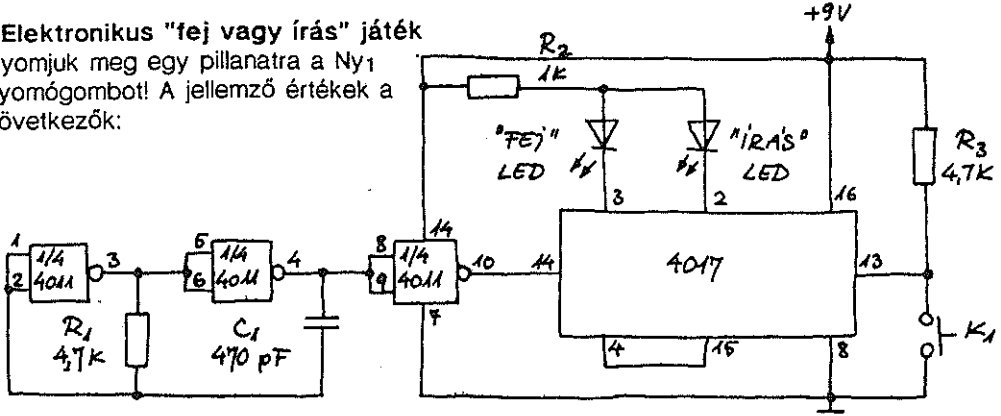 Elektronikus "fej vagy írás" játék
yomjuk meg egy pillanatra a Ny1
yomógombot! A jellemző értékek a
övetkezők:
+9V
R2
1K
"FEJ"
LED
"ÍRÁS"
LED
R3
4,7K
3
2
16
14
1
2
1/4
4011
3
5
6
1/4
4011
4
8
9
1/4
4011
10
7
14
4017
13
R1
4,7K
C1
470 pF
4
15
8
K1